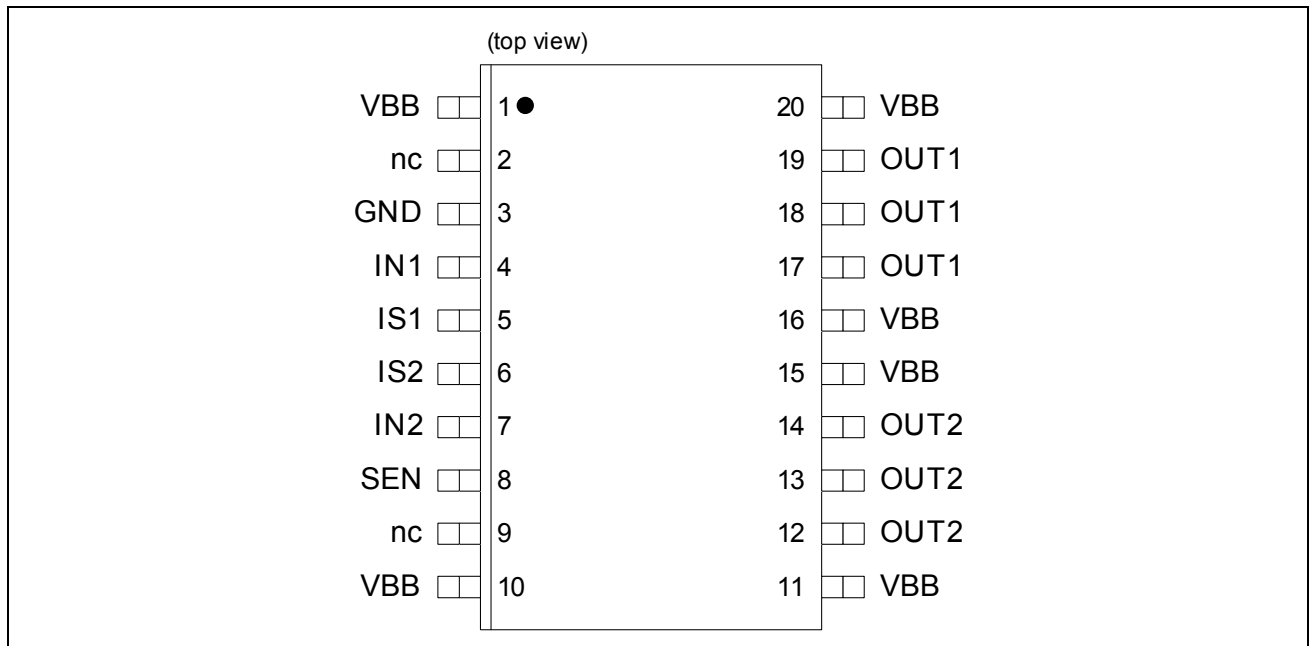 (top view)
VBB 1 20 VBB
nc 2 19 OUT1
GND 3 18 OUT1
IN1 4 17 OUT1
IS1 5 16 VBB
IS2 6 15 VBB
IN2 7 14 OUT2
SEN 8 13 OUT2
nc 9 12 OUT2
VBB 10 11 VBB